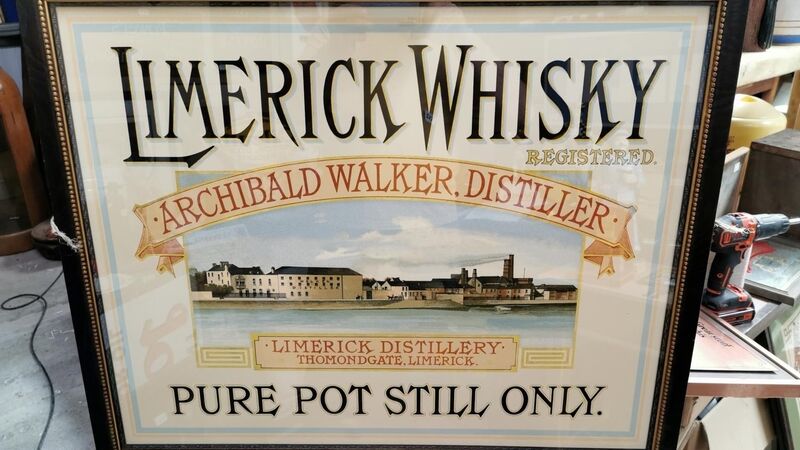 LIMERICK WHISKY
REGISTERED.
·ARCHIBALD WALKER. DISTILLER·
·LIMERICK DISTILLERY·
THOMONDGATE, LIMERICK.
PURE POT STILL ONLY.